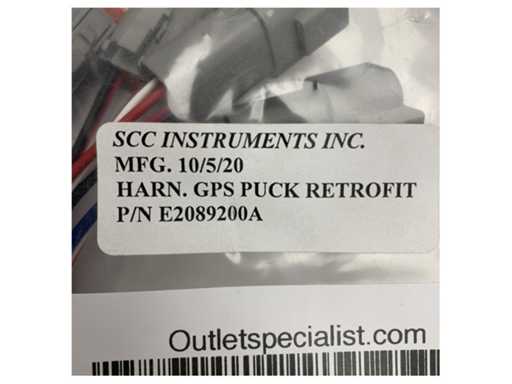 SCC INSTRUMENTS INC.
MFG. 10/5/20
HARN. GPS PUCK RETROFIT
P/N E2089200A
Outletspecialist.com